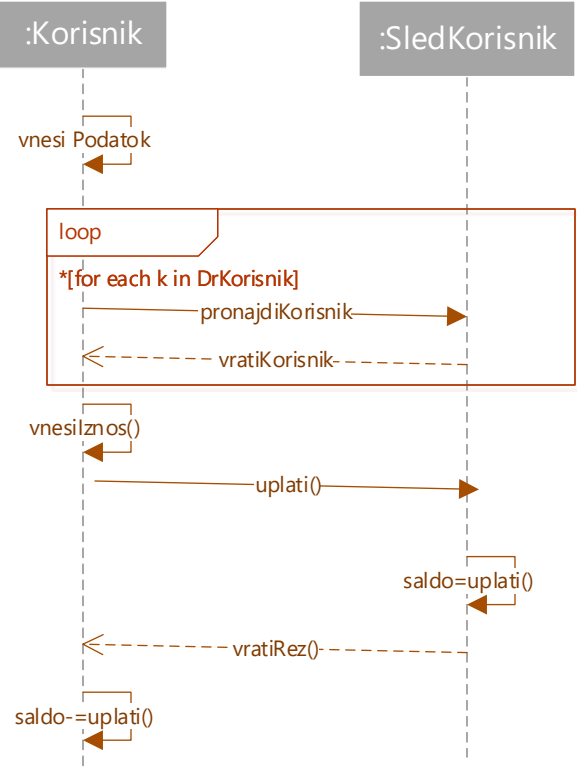 :Korisnik
:SledKorisnik
vnesi Podatok
loop
*[for each k in DrKorisnik]
pronajdiKorisnik
vratiKorisnik
vnesiIznos()
uplati()
saldo=uplati()
vratiRez()
saldo-=uplati()